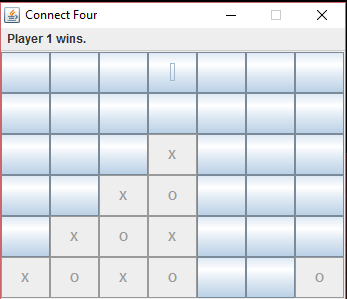 Connect Four
Player 1 wins.
X
X O
X O X
X O X O O